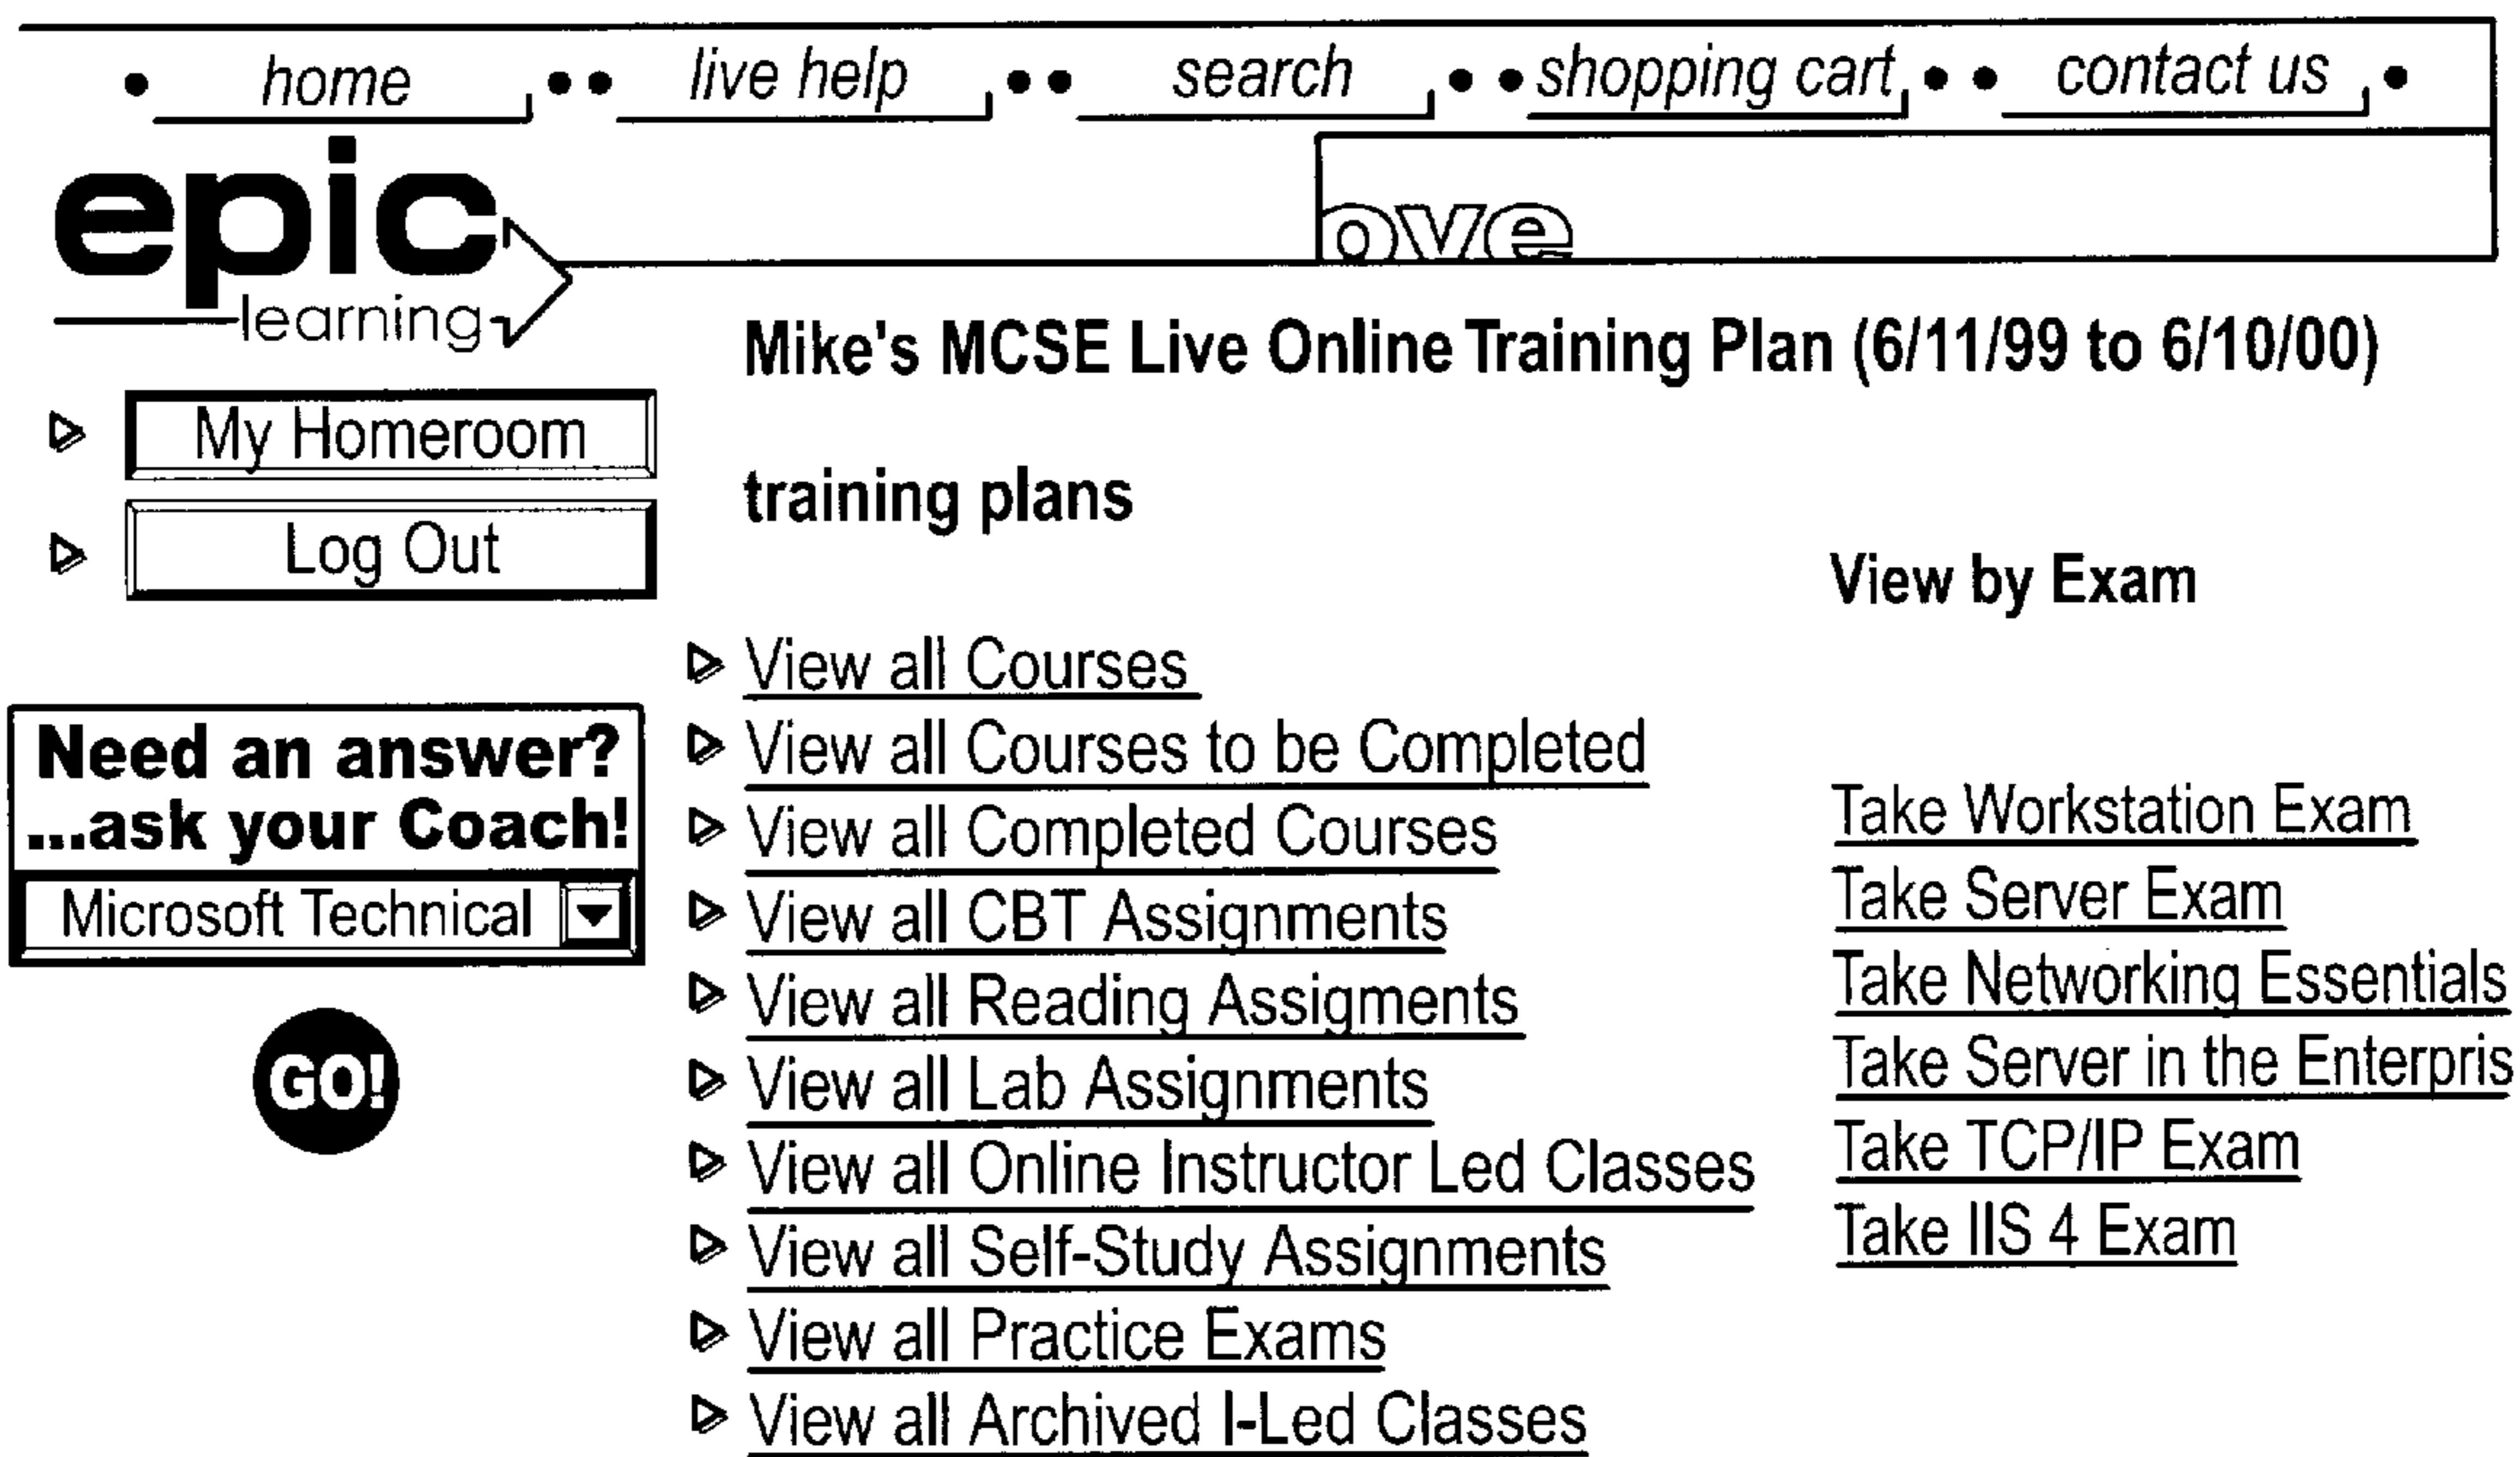 home live help search shopping cart contact us
epic
learning
ove
Mike's MCSE Live Online Training Plan (6/11/99 to 6/10/00)
My Homeroom
Log Out
Need an answer?
...ask your Coach!
Microsoft Technical
GO!
training plans
View all Courses
View all Courses to be Completed
View all Completed Courses
View all CBT Assignments
View all Reading Assigments
View all Lab Assignments
View all Online Instructor Led Classes
View all Self-Study Assignments
View all Practice Exams
View all Archived I-Led Classes
View by Exam
Take Workstation Exam
Take Server Exam
Take Networking Essentials
Take Server in the Enterpris
Take TCP/IP Exam
Take IIS 4 Exam